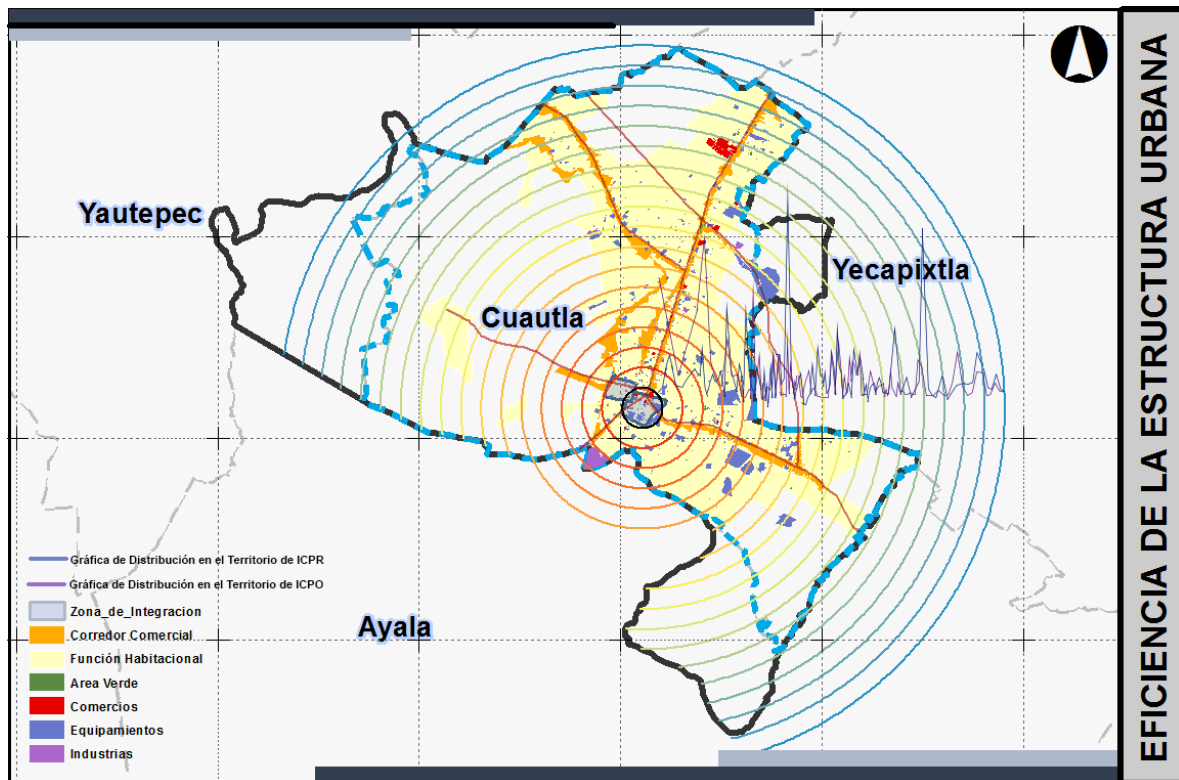 EFICIENCIA DE LA ESTRUCTURA URBANA
Yautepec
Yecapixtla
Cuautla
Ayala
Gráfica de Distribución en el Territorio de ICPR
Gráfica de Distribución en el Territorio de ICPO
Zona_de_Integracion
Corredor Comercial
Función Habitacional
Area Verde
Comercios
Equipamientos
Industrias